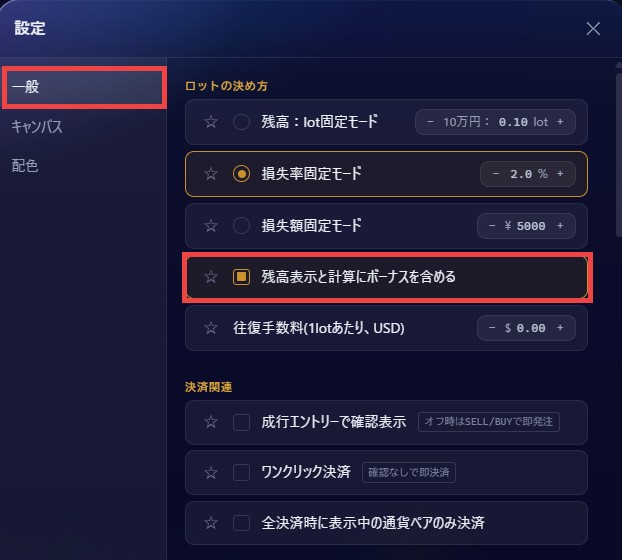 設定
一般
キャンバス
配色
ロットの決め方
残高：lot固定モード － 10万円： 0.10 lot ＋
損失率固定モード － 2.0 % ＋
損失額固定モード － ¥ 5000 ＋
残高表示と計算にボーナスを含める
往復手数料(1lotあたり、USD) － $ 0.00 ＋
決済関連
成行エントリーで確認表示 オフ時はSELL/BUYで即発注
ワンクリック決済 確認なしで即決済
全決済時に表示中の通貨ペアのみ決済